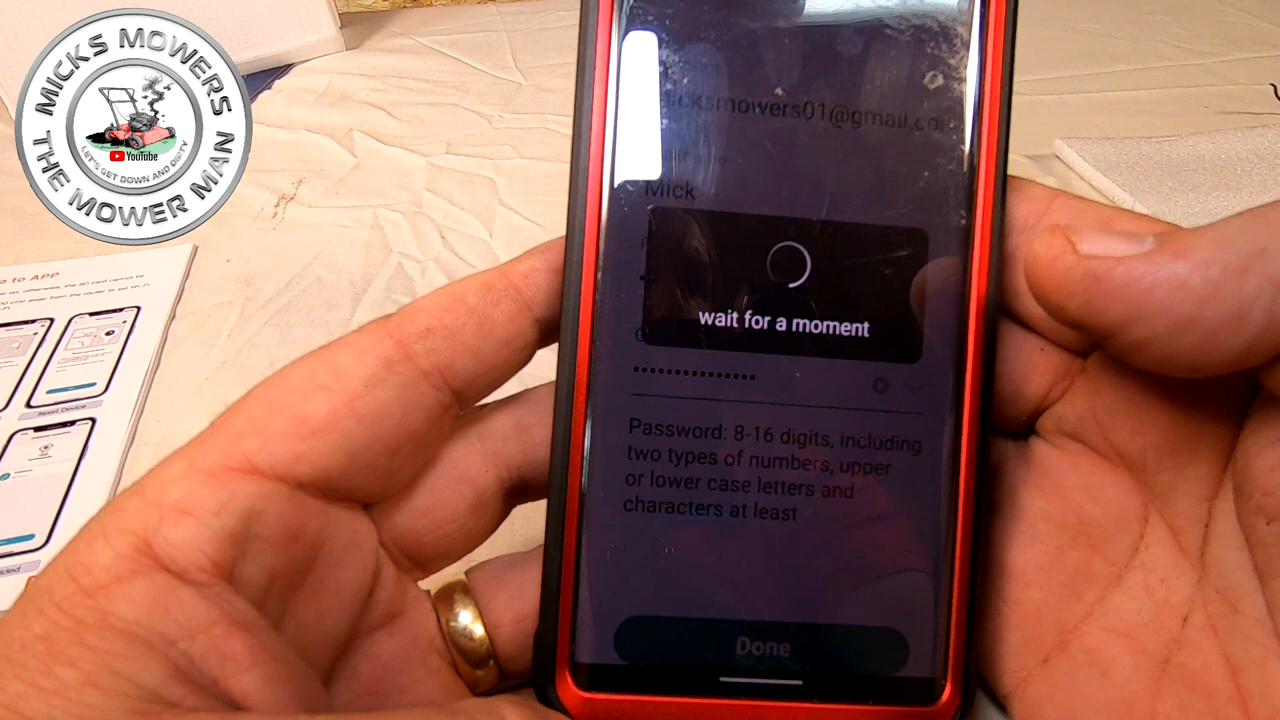 MICKS MOWERS
THE MOWER MAN
YouTube
LET'S GET DOWN AND DIRTY
to APP
Reset Device
micksmowers01@gmail.co
Mick
wait for a moment
Password: 8-16 digits, including
two types of numbers, upper
or lower case letters and
characters at least
Done